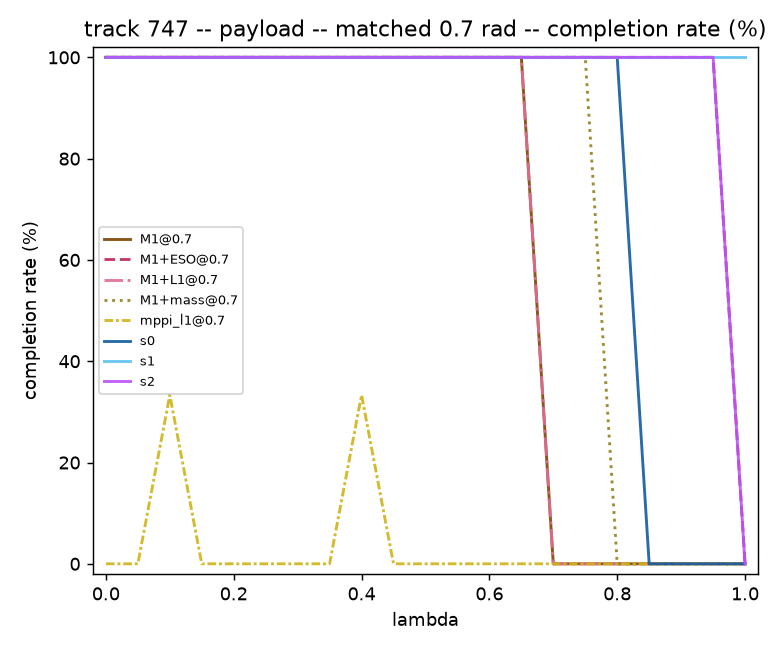 track 747 -- payload -- matched 0.7 rad -- completion rate (%)
completion rate (%)
100
80
60
40
20
0
M1@0.7
M1+ESO@0.7
M1+L1@0.7
M1+mass@0.7
mppi_l1@0.7
s0
s1
s2
0.0 0.2 0.4 0.6 0.8 1.0
lambda